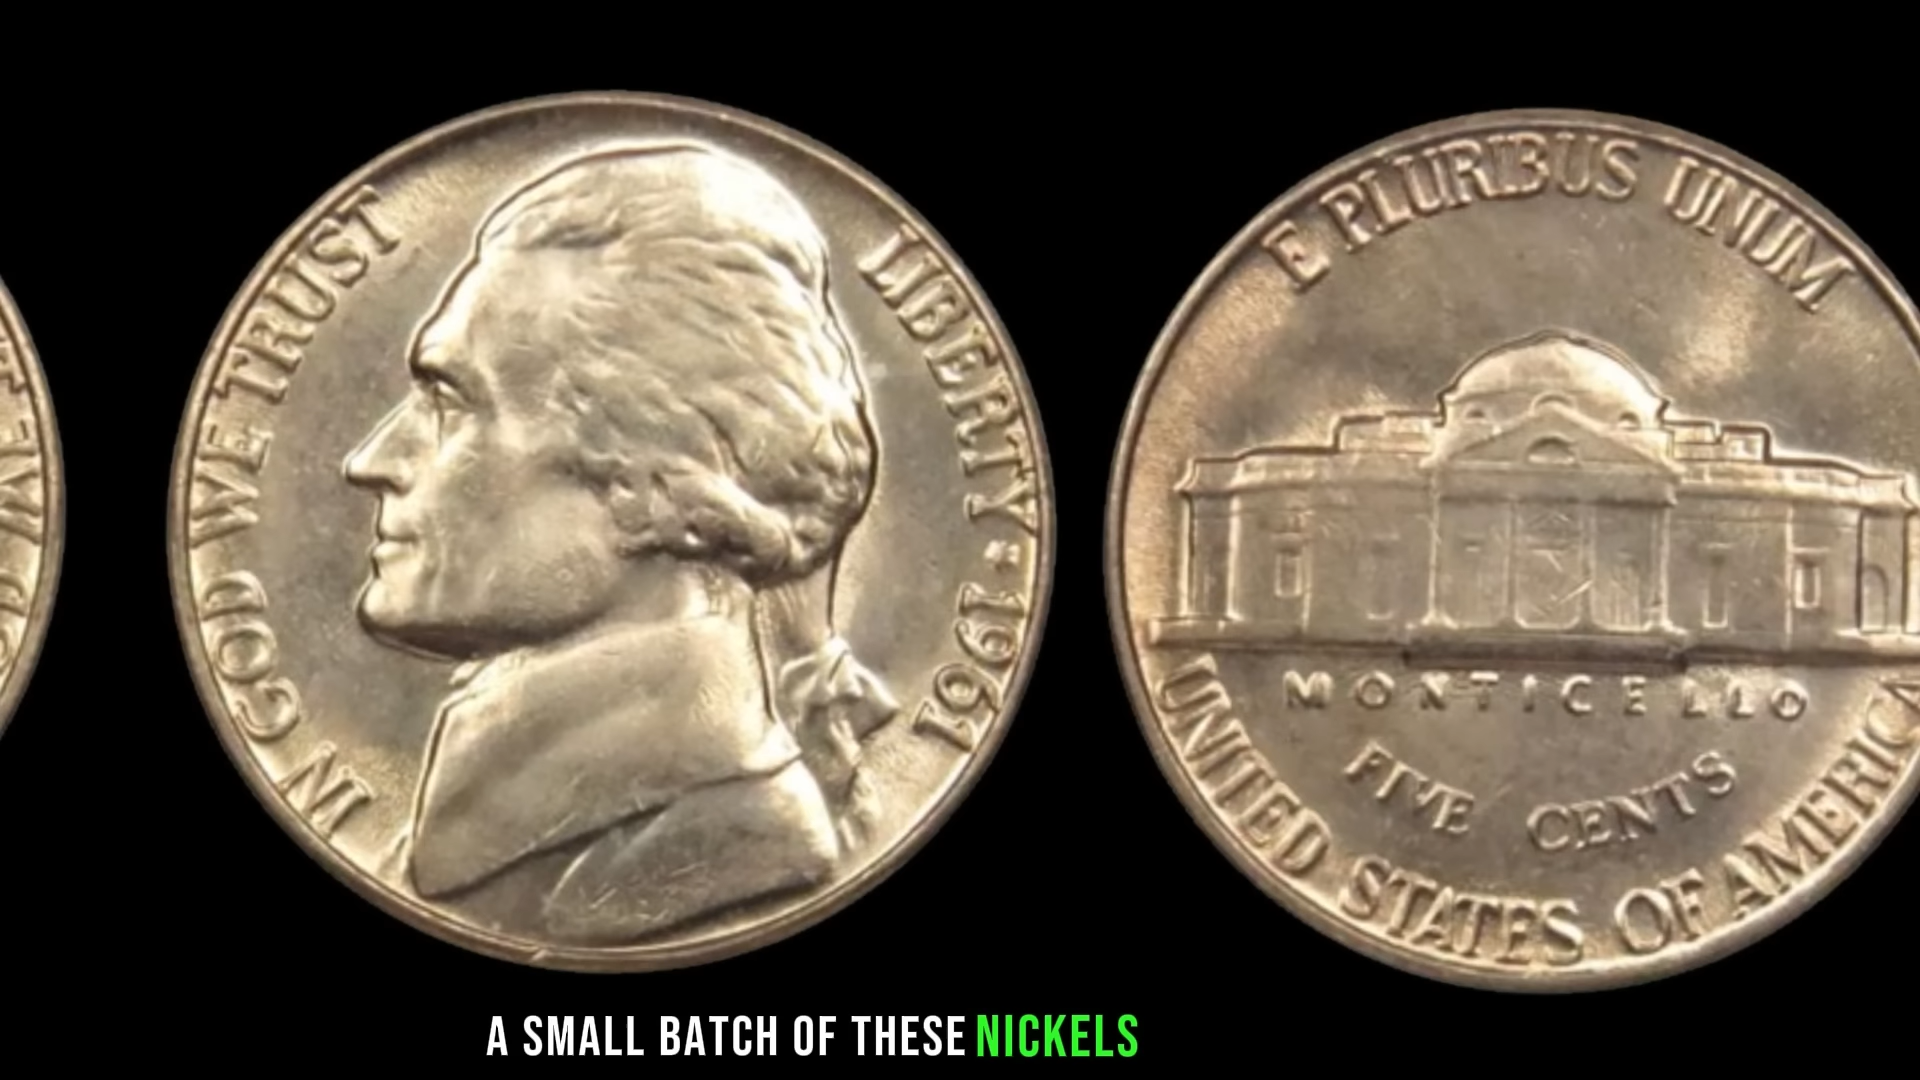 IN GOD WE TRUST
LIBERTY * 1961
E PLURIBUS UNUM
MONTICELLO
FIVE CENTS
UNITED STATES OF AMERICA
A SMALL BATCH OF THESE NICKELS